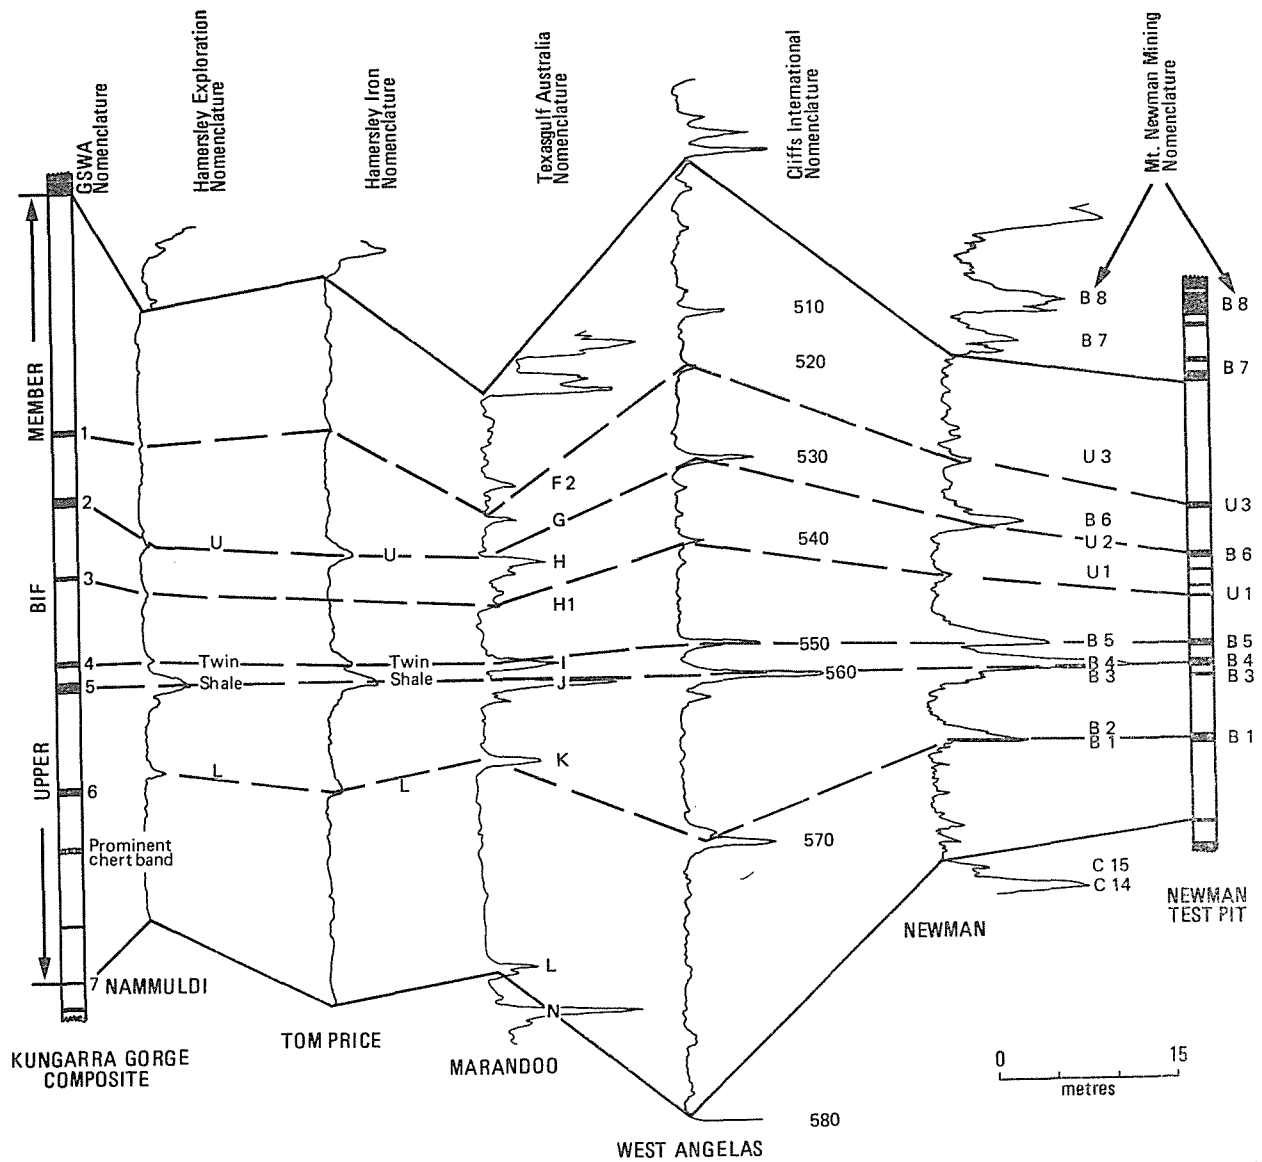 GSWA
Nomenclature
Hamersley Exploration
Nomenclature
Hamersley Iron
Nomenclature
Texasgulf Australia
Nomenclature
Cliffs International
Nomenclature
Mt. Newman Mining
Nomenclature
UPPER BIF MEMBER
1
2
3
4
5
6
7
Prominent
chert band
U
U
Twin
Shale
Twin
Shale
L
L
F2
G
H
H1
I
J
K
L
N
510
520
530
540
550
560
570
580
B 8
B 7
U 3
B 6
U 2
U 1
B 5
B 4
B 3
B 2
B 1
C 15
C 14
B 8
B 7
U 3
B 6
U 1
B 5
B 4
B 3
B 1
KUNGARRA GORGE
COMPOSITE
NAMMULDI
TOM PRICE
MARANDOO
WEST ANGELAS
NEWMAN
NEWMAN
TEST PIT
0 15
metres